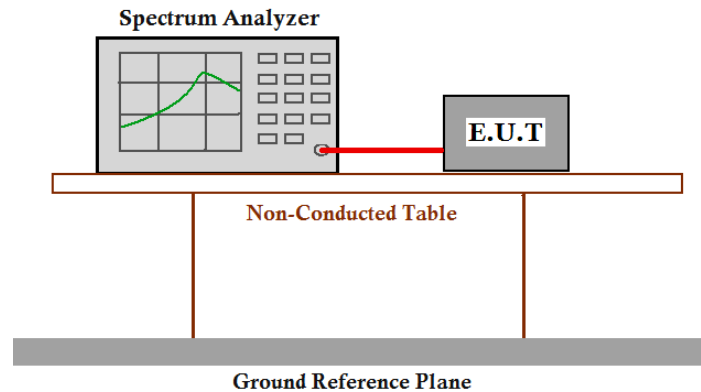 Spectrum Analyzer
E.U.T
Non-Conducted Table
Ground Reference Plane